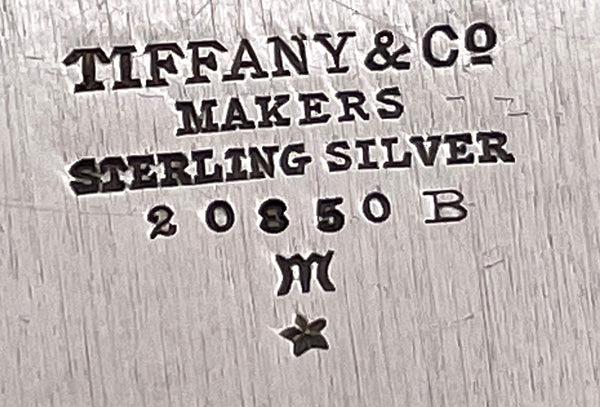 TIFFANY & Cº
MAKERS
STERLING SILVER
20850 B
m